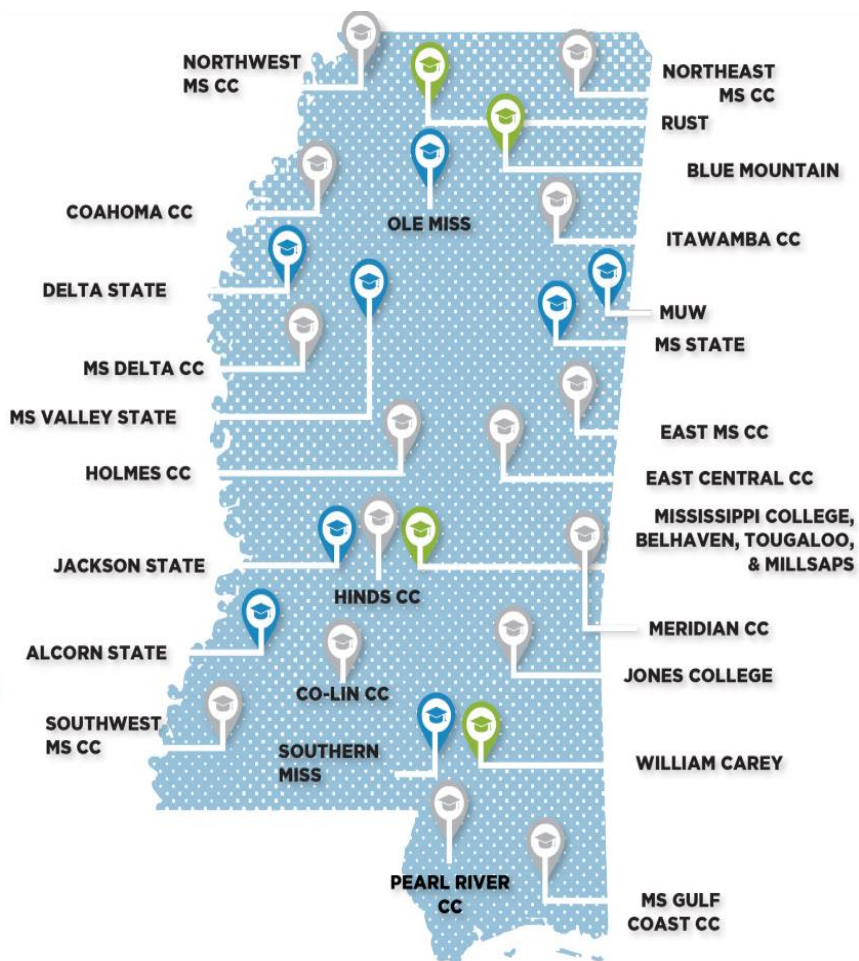 NORTHWEST
MS CC
NORTHEAST
MS CC
RUST
BLUE MOUNTAIN
COAHOMA CC
OLE MISS
ITAWAMBA CC
DELTA STATE
MUW
MS STATE
MS DELTA CC
MS VALLEY STATE
EAST MS CC
HOLMES CC
EAST CENTRAL CC
MISSISSIPPI COLLEGE,
BELHAVEN, TOUGALOO,
& MILLSAPS
JACKSON STATE
HINDS CC
MERIDIAN CC
ALCORN STATE
JONES COLLEGE
CO-LIN CC
SOUTHWEST
MS CC
SOUTHERN
MISS
WILLIAM CAREY
PEARL RIVER
CC
MS GULF
COAST CC